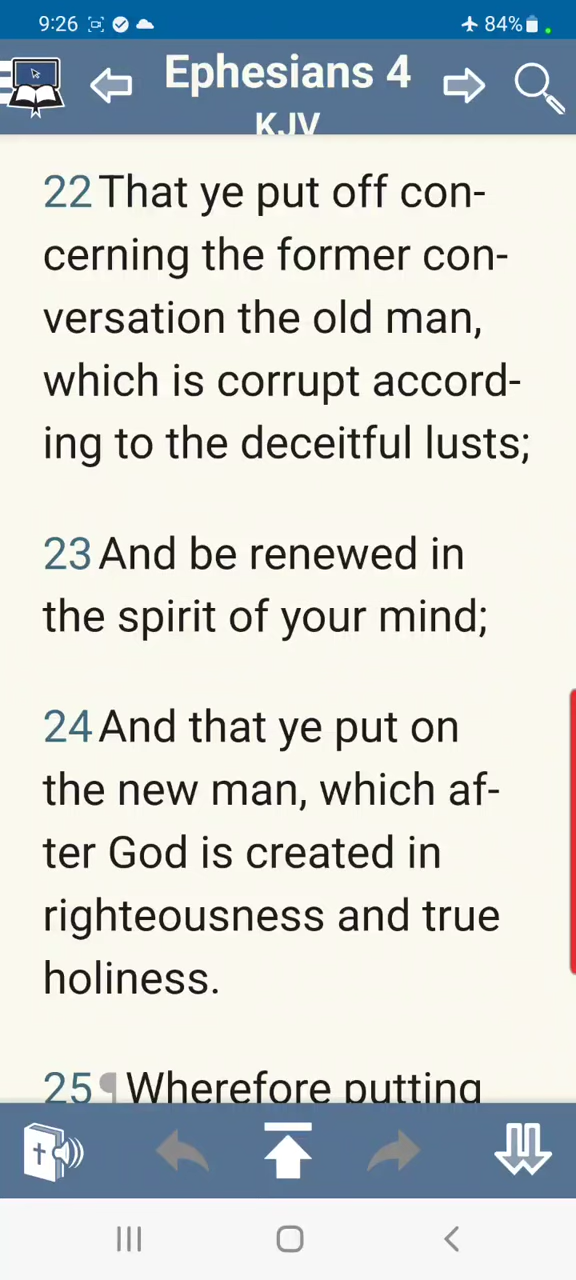 9:26 84%
Ephesians 4
KJV
22 That ye put off con-
cerning the former con-
versation the old man,
which is corrupt accord-
ing to the deceitful lusts;
23 And be renewed in
the spirit of your mind;
24 And that ye put on
the new man, which af-
ter God is created in
righteousness and true
holiness.
25 ¶ Wherefore putting